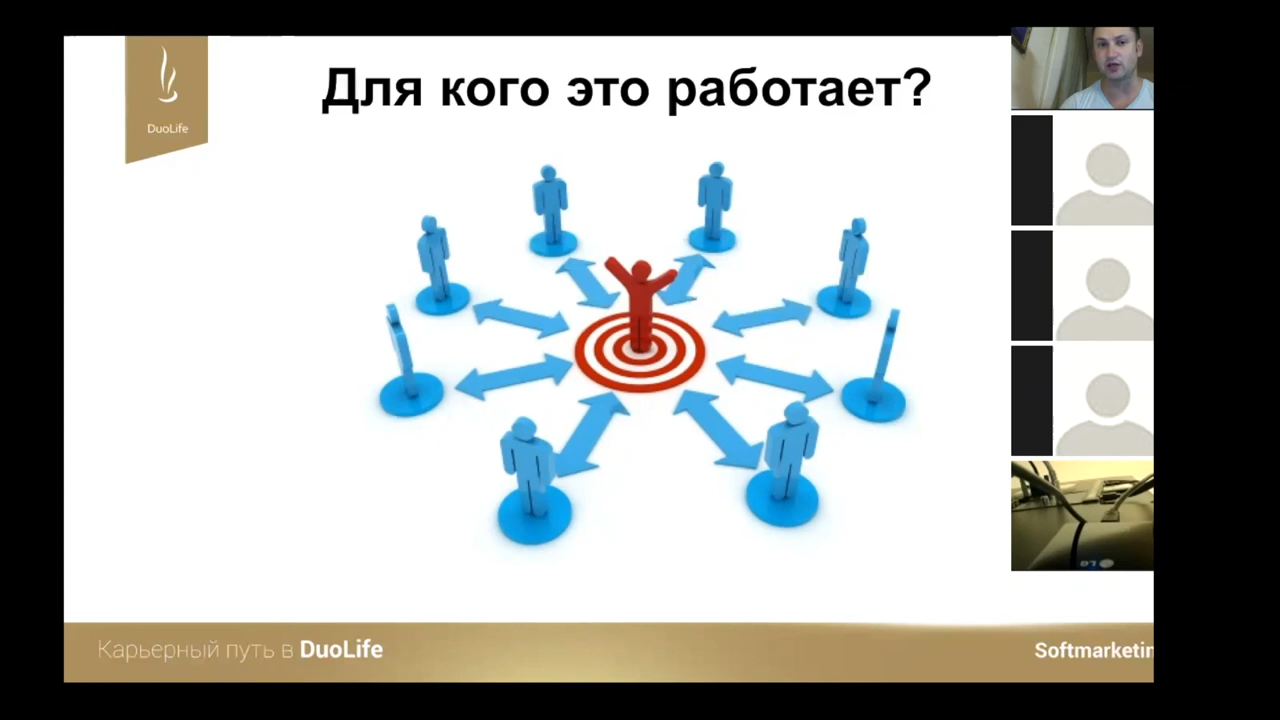 Для кого это работает?
DuoLife
Карьерный путь в DuoLife
Softmarketin